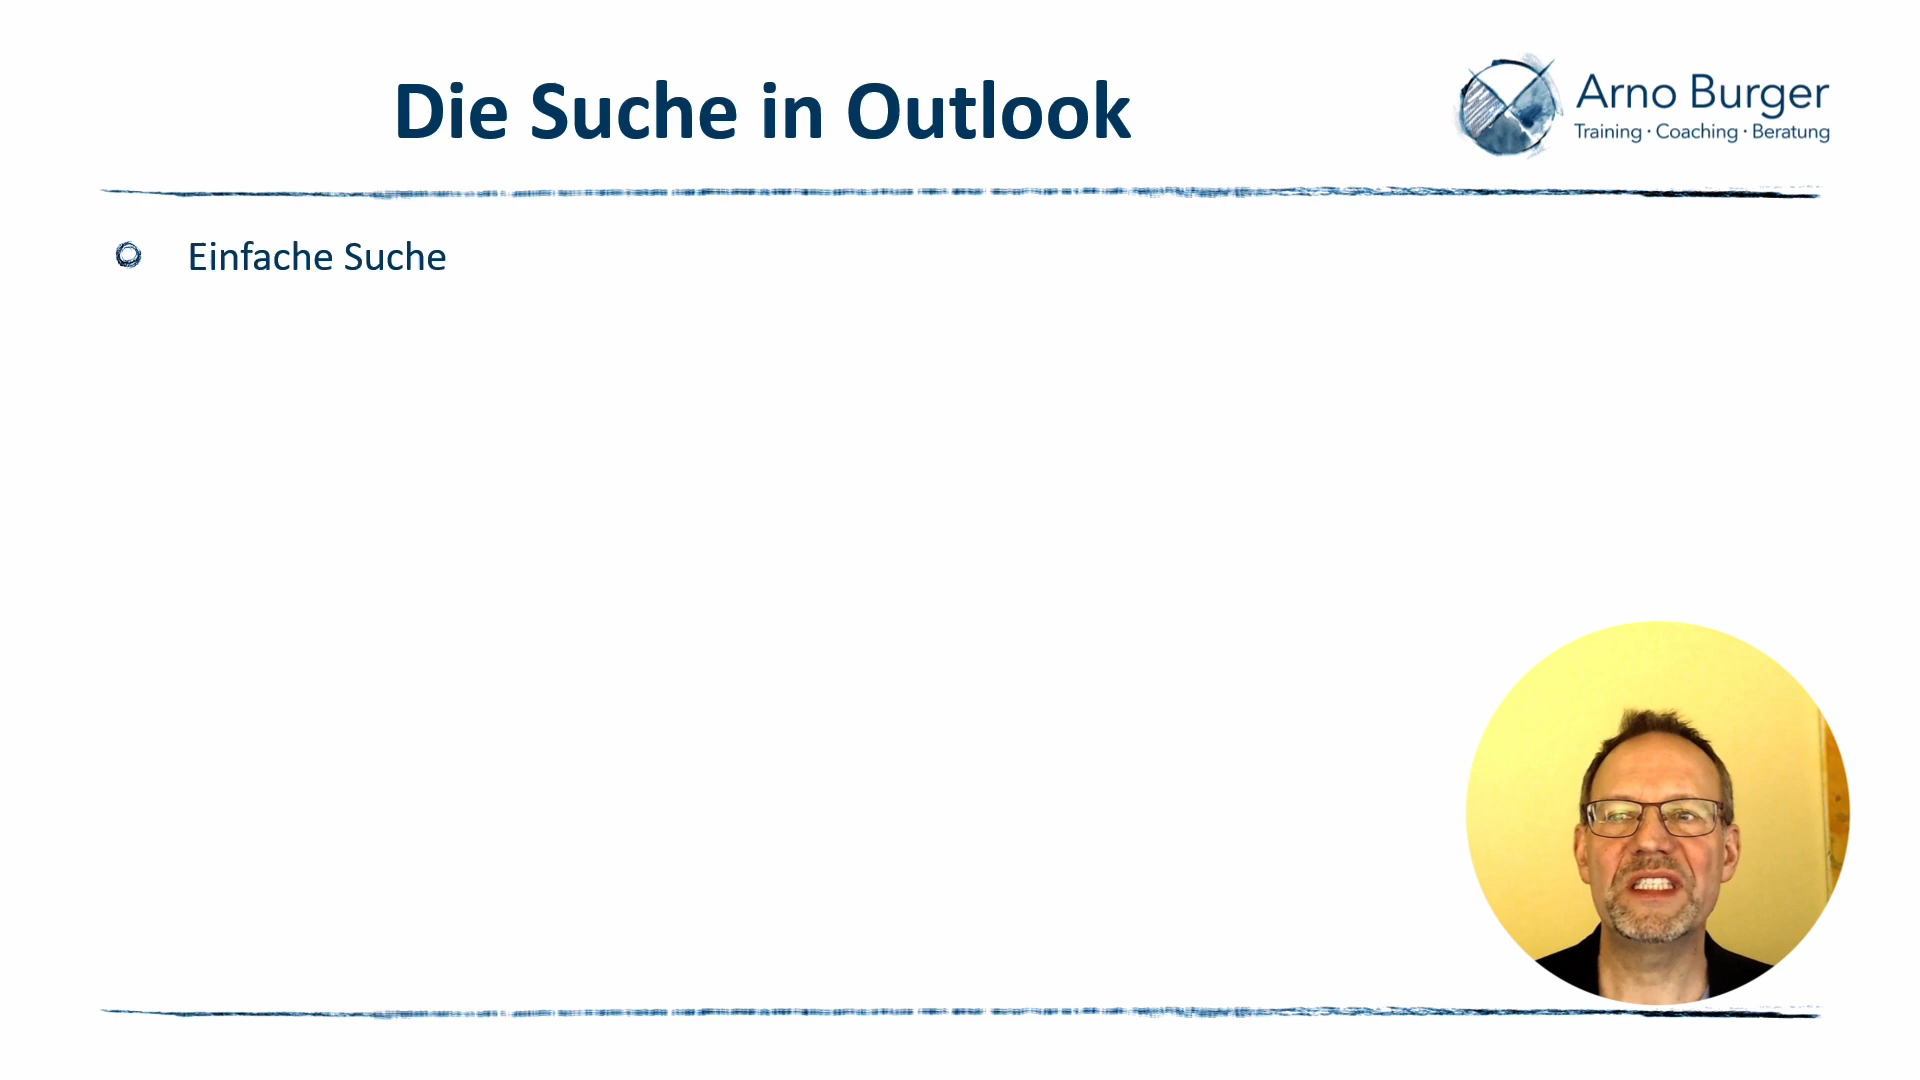 Die Suche in Outlook
Arno Burger
Training · Coaching · Beratung
Einfache Suche